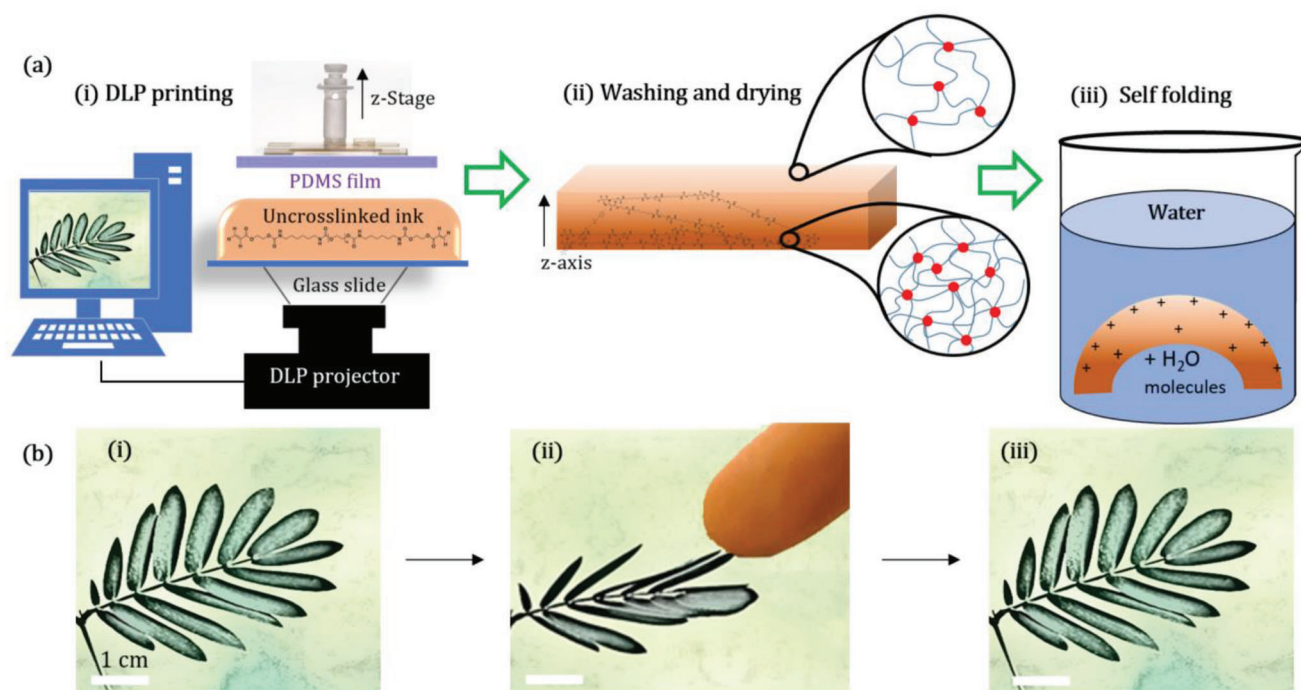 (a)
(i) DLP printing
z-Stage
PDMS film
Uncrosslinked ink
Glass slide
DLP projector
(ii) Washing and drying
z-axis
(iii) Self folding
Water
+ H₂O
molecules
(b)
(i)
1 cm
(ii)
(iii)